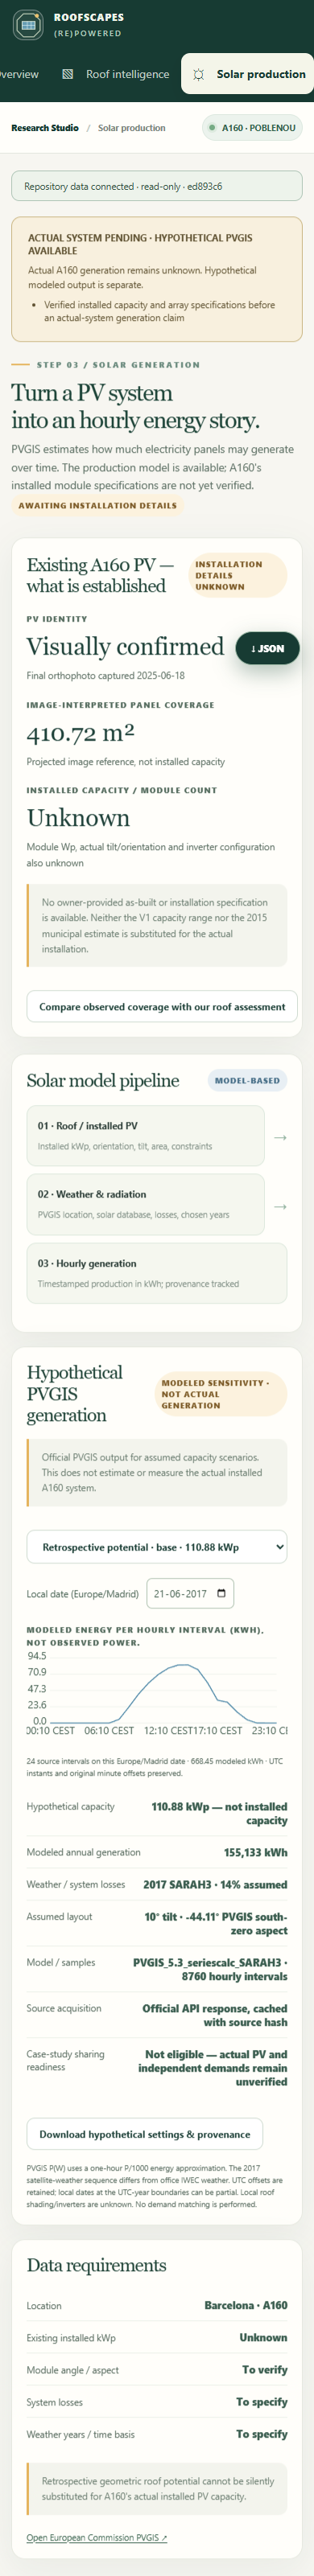 ROOFSCAPES
(RE)POWERED
verview
Roof intelligence
Solar production
Research Studio / Solar production
A160 · POBLENOU
Repository data connected · read-only · ed893c6
ACTUAL SYSTEM PENDING · HYPOTHETICAL PVGIS
AVAILABLE
Actual A160 generation remains unknown. Hypothetical
modeled output is separate.
• Verified installed capacity and array specifications before
an actual-system generation claim
STEP 03 / SOLAR GENERATION
Turn a PV system
into an hourly energy story.
PVGIS estimates how much electricity panels may generate
over time. The production model is available; A160's
installed module specifications are not yet verified.
AWAITING INSTALLATION DETAILS
Existing A160 PV —
what is established
INSTALLATION
DETAILS
UNKNOWN
PV IDENTITY
Visually confirmed
↓ JSON
Final orthophoto captured 2025-06-18
IMAGE-INTERPRETED PANEL COVERAGE
410.72 m²
Projected image reference, not installed capacity
INSTALLED CAPACITY / MODULE COUNT
Unknown
Module Wp, actual tilt/orientation and inverter configuration
also unknown
No owner-provided as-built or installation specification
is available. Neither the V1 capacity range nor the 2015
municipal estimate is substituted for the actual
installation.
Compare observed coverage with our roof assessment
Solar model pipeline
MODEL-BASED
01 · Roof / installed PV
Installed kWp, orientation, tilt, area, constraints
→
02 · Weather & radiation
PVGIS location, solar database, losses, chosen years
→
03 · Hourly generation
Timestamped production in kWh; provenance tracked
Hypothetical
PVGIS
generation
MODELED SENSITIVITY ·
NOT ACTUAL
GENERATION
Official PVGIS output for assumed capacity scenarios.
This does not estimate or measure the actual installed
A160 system.
Retrospective potential · base · 110.88 kWp
Local date (Europe/Madrid)
21-06-2017
MODELED ENERGY PER HOURLY INTERVAL (KWH),
NOT OBSERVED POWER.
94.5
70.9
47.3
23.6
0.0
00:10 CEST 06:10 CEST 12:10 CEST 17:10 CEST 23:10 CE
24 source intervals on this Europe/Madrid date · 668.45 modeled kWh · UTC
instants and original minute offsets preserved.
Hypothetical capacity
110.88 kWp — not installed
capacity
Modeled annual generation
155,133 kWh
Weather / system losses
2017 SARAH3 · 14% assumed
Assumed layout
10° tilt · -44.11° PVGIS south-
zero aspect
Model / samples
PVGIS_5.3_seriescalc_SARAH3 ·
8760 hourly intervals
Source acquisition
Official API response, cached
with source hash
Case-study sharing
readiness
Not eligible — actual PV and
independent demands remain
unverified
Download hypothetical settings & provenance
PVGIS P(W) uses a one-hour P/1000 energy approximation. The 2017
satellite-weather sequence differs from office IWEC weather. UTC offsets are
retained; local dates at the UTC-year boundaries can be partial. Local roof
shading/inverters are unknown. No demand matching is performed.
Data requirements
Location
Barcelona · A160
Existing installed kWp
Unknown
Module angle / aspect
To verify
System losses
To specify
Weather years / time basis
To specify
Retrospective geometric roof potential cannot be silently
substituted for A160's actual installed PV capacity.
Open European Commission PVGIS ↗